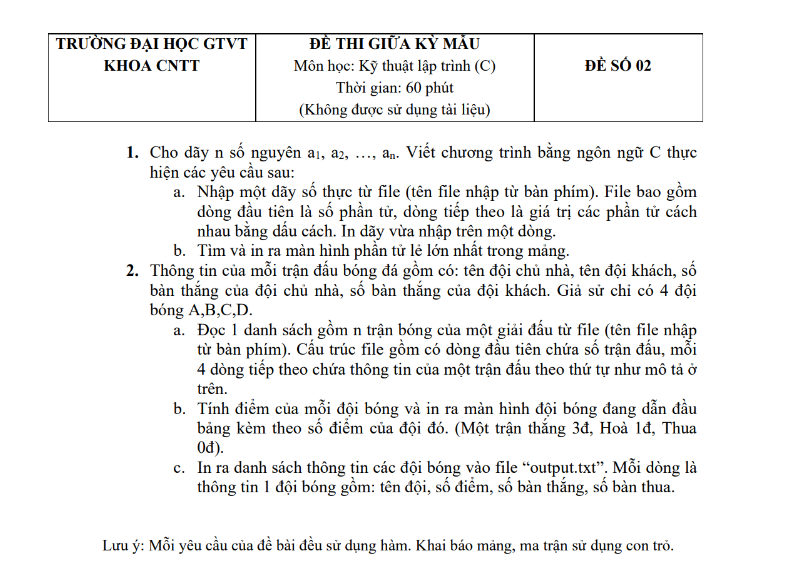 TRƯỜNG ĐẠI HỌC GTVT
KHOA CNTT
ĐỀ THI GIỮA KỲ MẪU
Môn học: Kỹ thuật lập trình (C)
Thời gian: 60 phút
(Không được sử dụng tài liệu)
ĐỀ SỐ 02
1. Cho dãy n số nguyên a₁, a₂, …, aₙ. Viết chương trình bằng ngôn ngữ C thực
hiện các yêu cầu sau:
a. Nhập một dãy số thực từ file (tên file nhập từ bàn phím). File bao gồm
dòng đầu tiên là số phần tử, dòng tiếp theo là giá trị các phần tử cách
nhau bằng dấu cách. In dãy vừa nhập trên một dòng.
b. Tìm và in ra màn hình phần tử lẻ lớn nhất trong mảng.
2. Thông tin của mỗi trận đấu bóng đá gồm có: tên đội chủ nhà, tên đội khách, số
bàn thắng của đội chủ nhà, số bàn thắng của đội khách. Giả sử chỉ có 4 đội
bóng A,B,C,D.
a. Đọc 1 danh sách gồm n trận bóng của một giải đấu từ file (tên file nhập
từ bàn phím). Cấu trúc file gồm có dòng đầu tiên chứa số trận đấu, mỗi
4 dòng tiếp theo chứa thông tin của một trận đấu theo thứ tự như mô tả ở
trên.
b. Tính điểm của mỗi đội bóng và in ra màn hình đội bóng đang dẫn đầu
bảng kèm theo số điểm của đội đó. (Một trận thắng 3đ, Hoà 1đ, Thua
0đ).
c. In ra danh sách thông tin các đội bóng vào file “output.txt”. Mỗi dòng là
thông tin 1 đội bóng gồm: tên đội, số điểm, số bàn thắng, số bàn thua.
Lưu ý: Mỗi yêu cầu của đề bài đều sử dụng hàm. Khai báo mảng, ma trận sử dụng con trỏ.